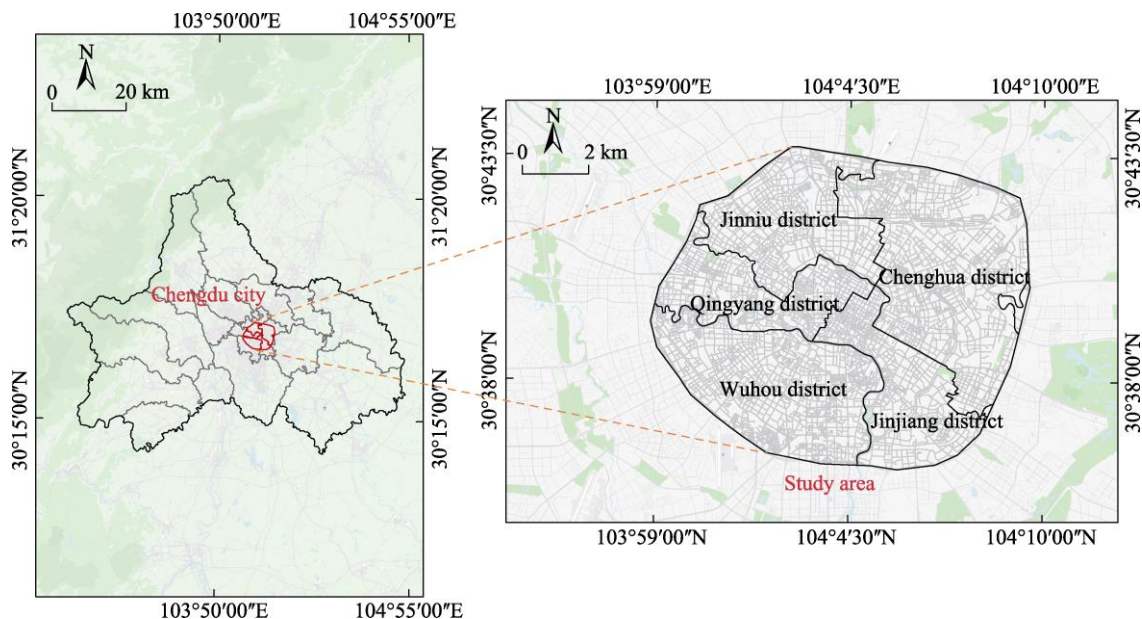 103°50′00″E
104°55′00″E
N
0
20 km
31°20′00″N
31°20′00″N
Chengdu city
30°15′00″N
30°15′00″N
103°50′00″E
104°55′00″E
103°59′00″E
104°4′30″E
104°10′00″E
N
0
2 km
30°43′30″N
30°43′30″N
Jinniu district
Chenghua district
Qingyang district
30°38′00″N
30°38′00″N
Wuhou district
Jinjiang district
Study area
103°59′00″N
104°4′30″N
104°10′00″N